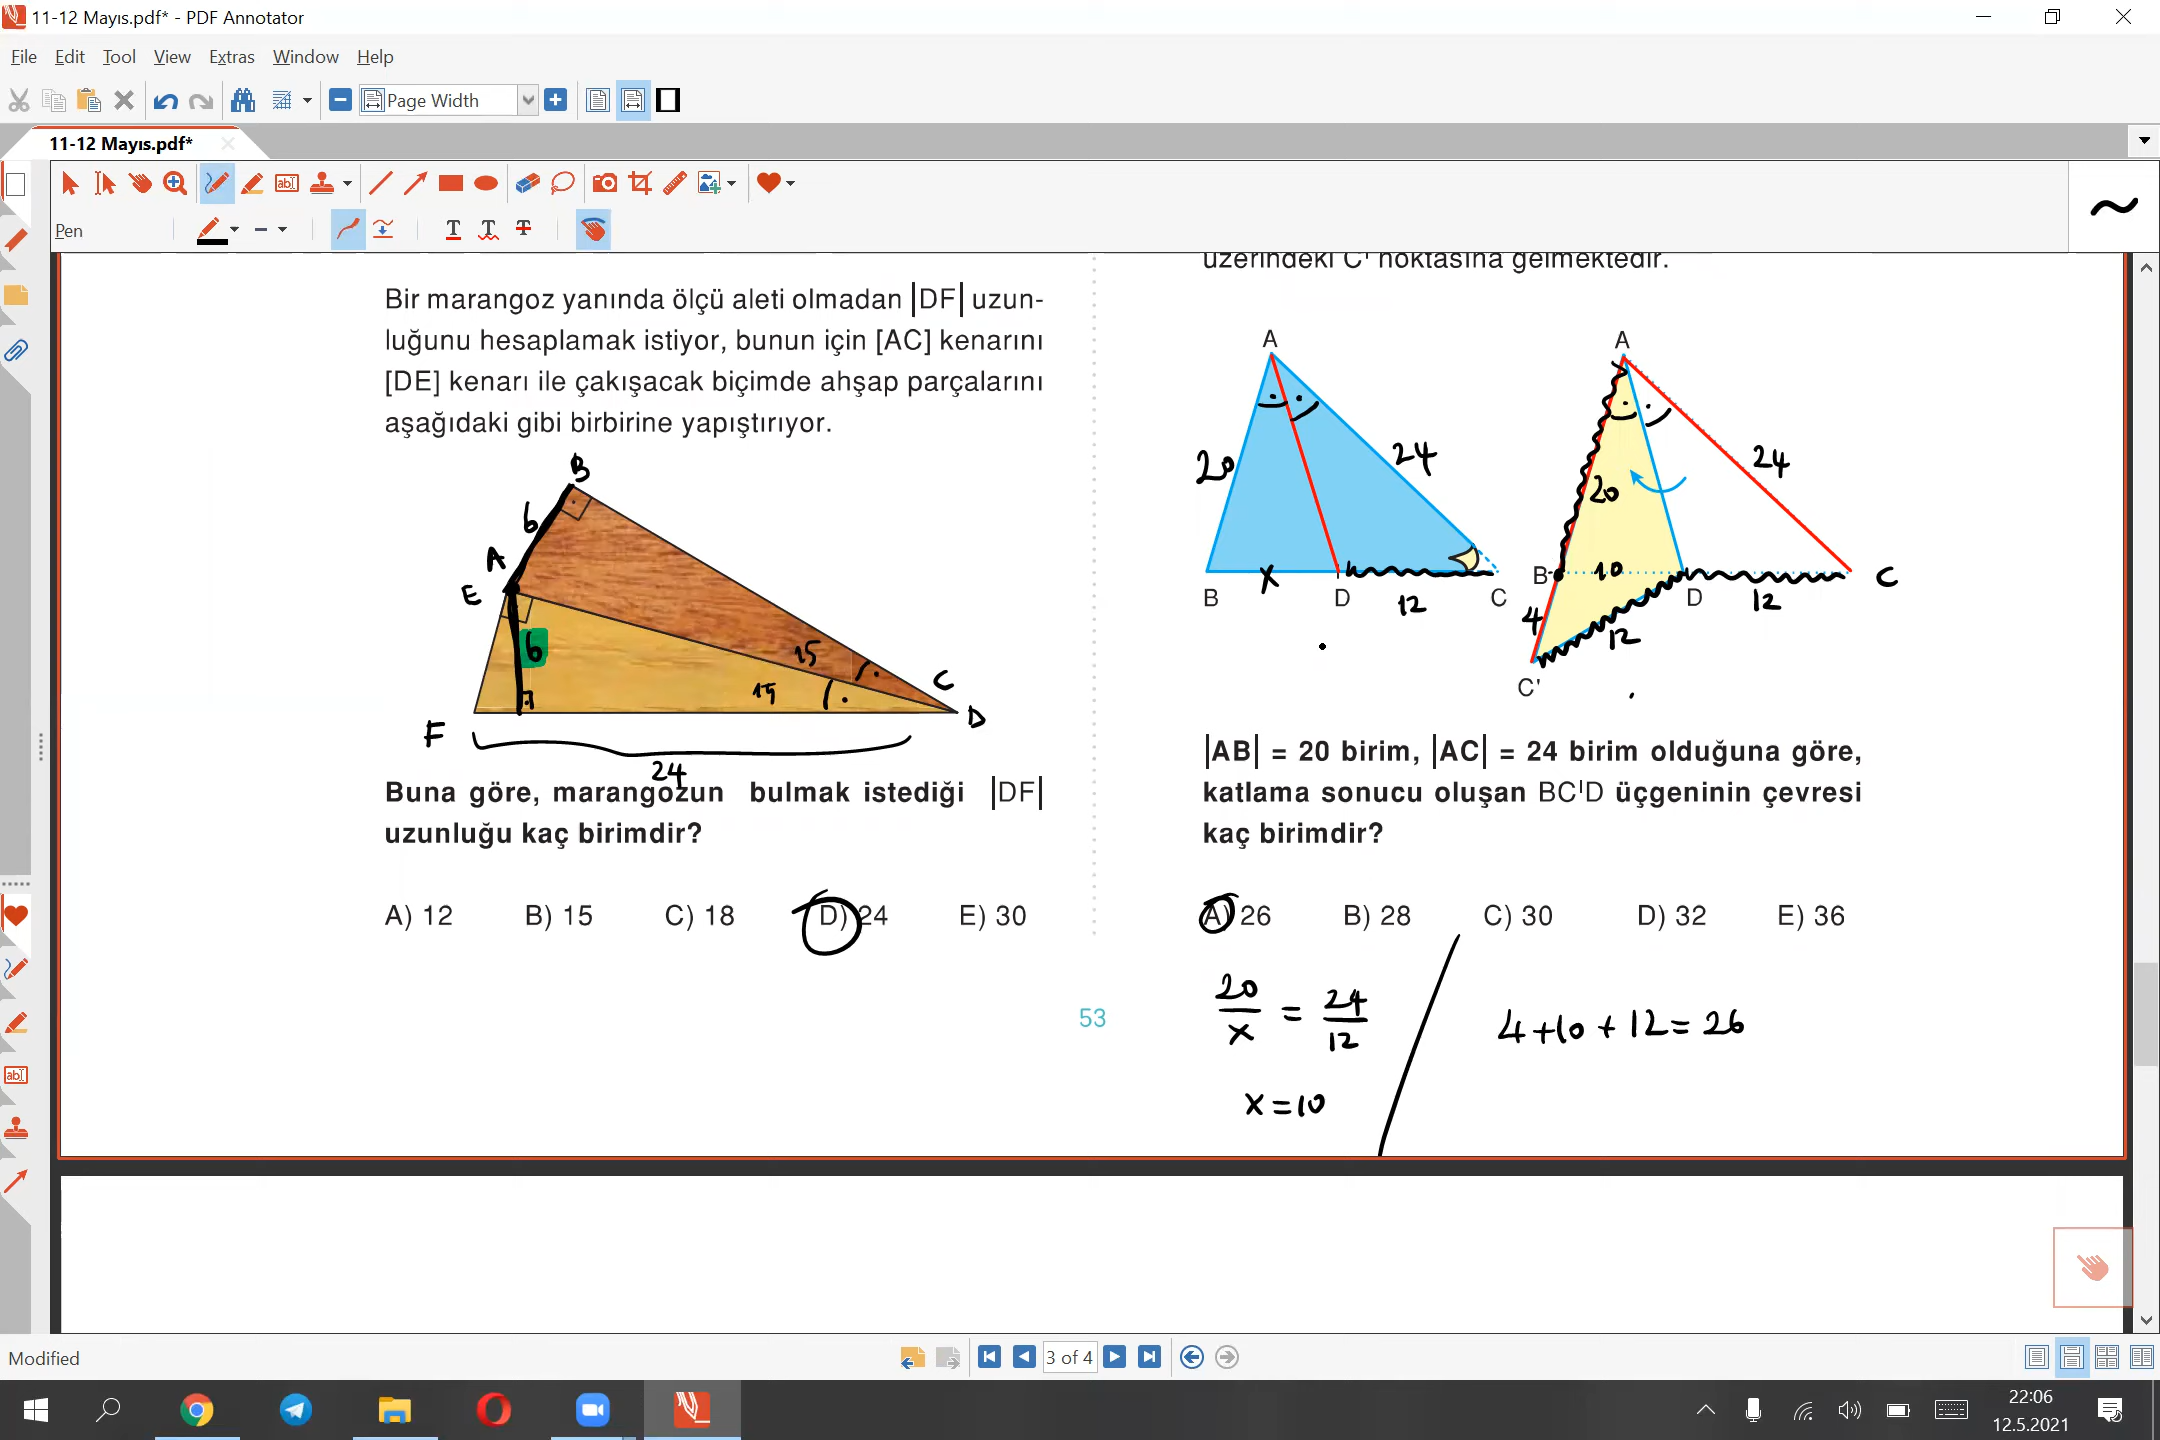 11-12 Mayıs.pdf* - PDF Annotator
File Edit Tool View Extras Window Help
Page Width
11-12 Mayıs.pdf*
Pen
Bir marangoz yanında ölçü aleti olmadan |DF| uzun-
luğunu hesaplamak istiyor, bunun için [AC] kenarını
[DE] kenarı ile çakışacak biçimde ahşap parçalarını
aşağıdaki gibi birbirine yapıştırıyor.
B
6
A
E
6
15
15
C
D
F
24
Buna göre, marangozun bulmak istediği |DF|
uzunluğu kaç birimdir?
A) 12 B) 15 C) 18 D) 24 E) 30
üzerindeki C' noktasına gelmektedir.
A
20
24
B
x
D
12
C
A
20
24
B
10
D
12
C
4
12
C'
|AB| = 20 birim, |AC| = 24 birim olduğuna göre,
katlama sonucu oluşan BC'D üçgeninin çevresi
kaç birimdir?
A) 26 B) 28 C) 30 D) 32 E) 36
20/x = 24/12
x = 10
4+10+12=26
53
Modified
3 of 4
22:06
12.5.2021